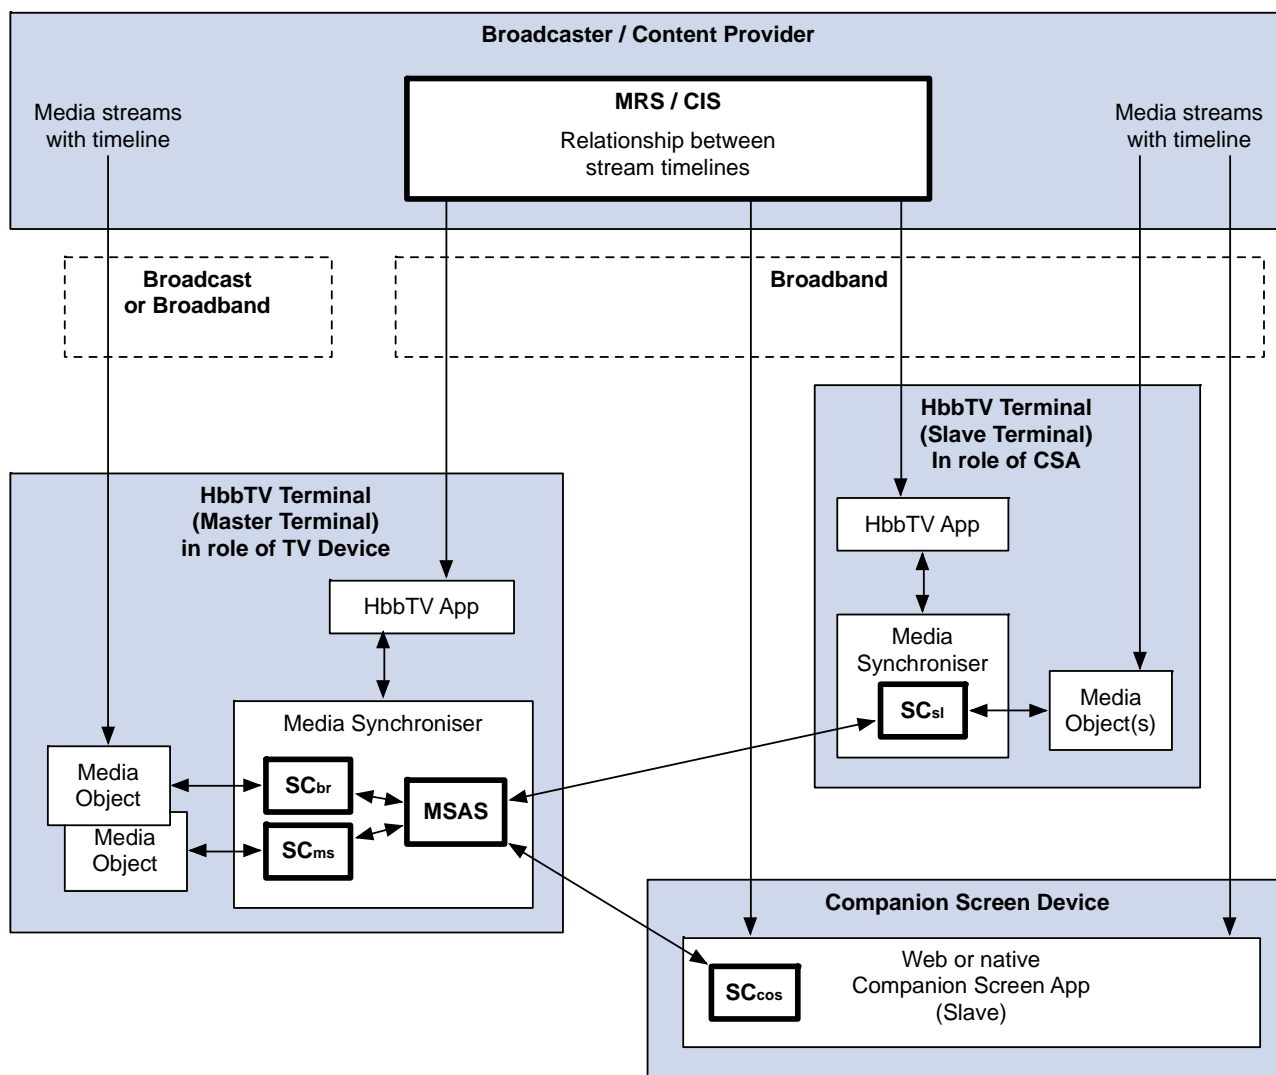 Broadcaster / Content Provider
Media streams
with timeline
MRS / CIS
Relationship between
stream timelines
Media streams
with timeline
Broadcast
or Broadband
Broadband
HbbTV Terminal
(Slave Terminal)
In role of CSA
HbbTV App
Media
Synchroniser
SCsl
Media
Object(s)
HbbTV Terminal
(Master Terminal)
in role of TV Device
HbbTV App
Media Synchroniser
Media
Object
SCbr
MSAS
Media
Object
SCms
Companion Screen Device
Web or native
Companion Screen App
(Slave)
SCcos